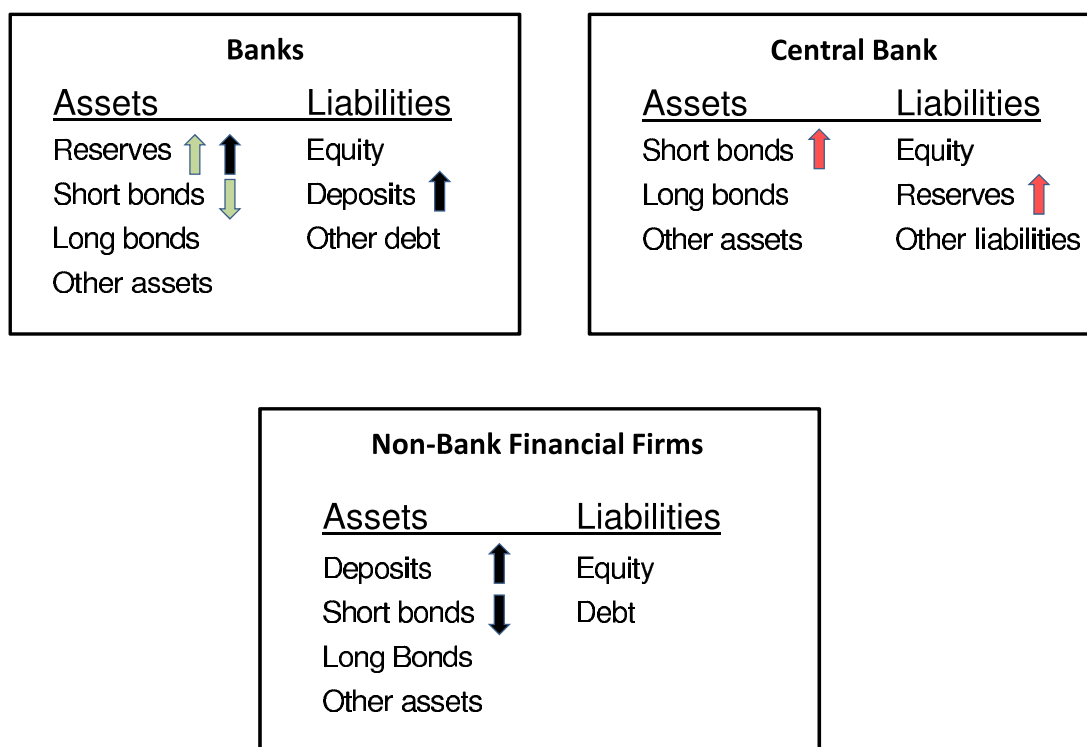 Banks
Assets Liabilities
Reserves Equity
Short bonds Deposits
Long bonds Other debt
Other assets
Central Bank
Assets Liabilities
Short bonds Equity
Long bonds Reserves
Other assets Other liabilities
Non-Bank Financial Firms
Assets Liabilities
Deposits Equity
Short bonds Debt
Long Bonds
Other assets